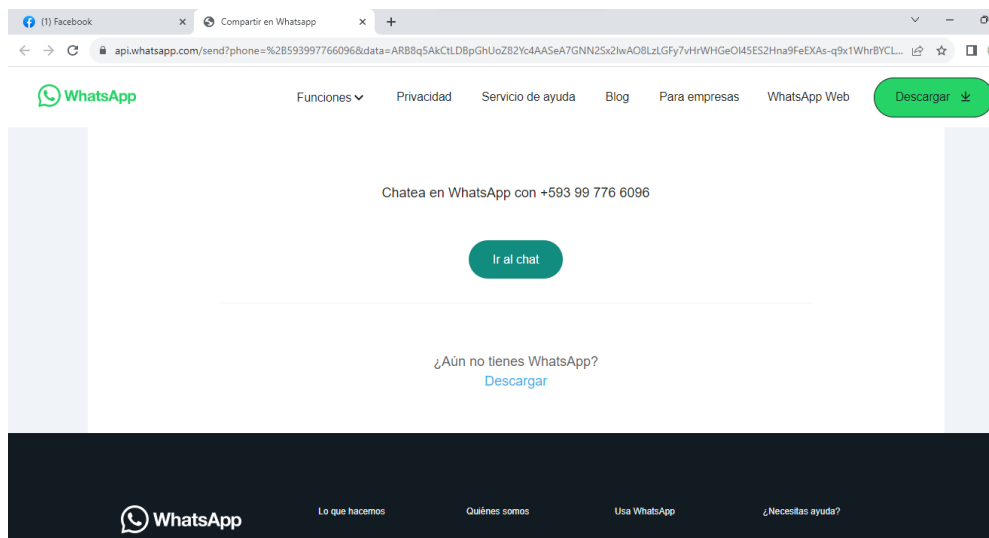 (1) Facebook
Compartir en Whatsapp
api.whatsapp.com/send?phone=%2B593997766096&data=ARB8q5AkCtLDBpGhUoZ82Yc4AASeA7GNN2Sx2IwAO8LzLGFy7vHrWHGeOI45ES2Hna9FeEXAs-q9x1WhrBYCL...
WhatsApp
Funciones
Privacidad
Servicio de ayuda
Blog
Para empresas
WhatsApp Web
Descargar
Chatea en WhatsApp con +593 99 776 6096
Ir al chat
¿Aún no tienes WhatsApp?
Descargar
WhatsApp
Lo que hacemos
Quiénes somos
Usa WhatsApp
¿Necesitas ayuda?